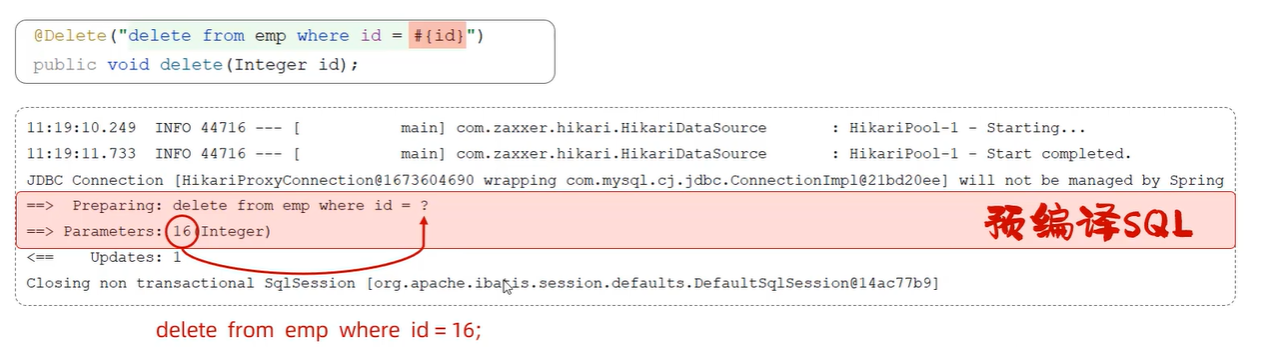 @Delete("delete from emp where id = #{id}")
public void delete(Integer id);
11:19:10.249  INFO 44716 --- [           main] com.zaxxer.hikari.HikariDataSource       : HikariPool-1 - Starting...
11:19:11.733  INFO 44716 --- [           main] com.zaxxer.hikari.HikariDataSource       : HikariPool-1 - Start completed.
JDBC Connection [HikariProxyConnection@1673604690 wrapping com.mysql.cj.jdbc.ConnectionImpl@21bd20ee] will not be managed by Spring
==>  Preparing: delete from emp where id = ?
预编译SQL
==> Parameters: 16(Integer)
<==    Updates: 1
Closing non transactional SqlSession [org.apache.ibatis.session.defaults.DefaultSqlSession@14ac77b9]
delete from emp where id = 16;